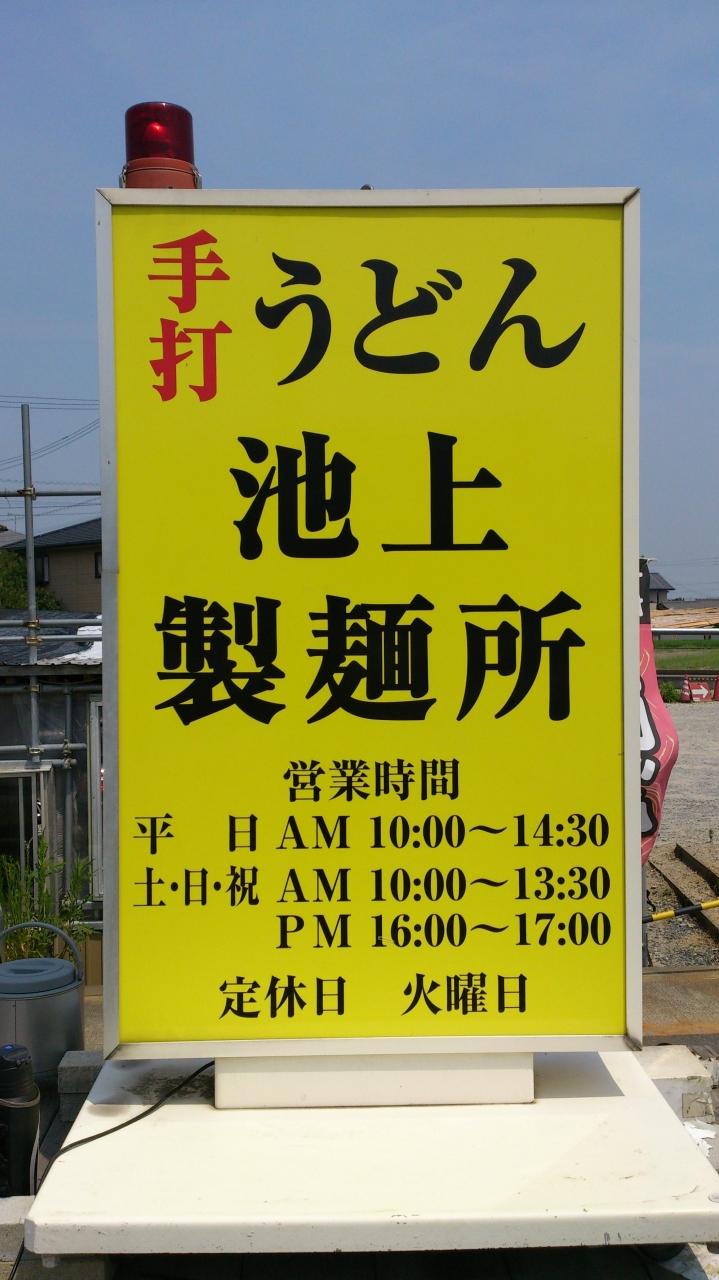 手打 うどん
池上
製麺所
営業時間
平　日 AM 10:00〜14:30
土・日・祝 AM 10:00〜13:30
PM 16:00〜17:00
定休日　火曜日